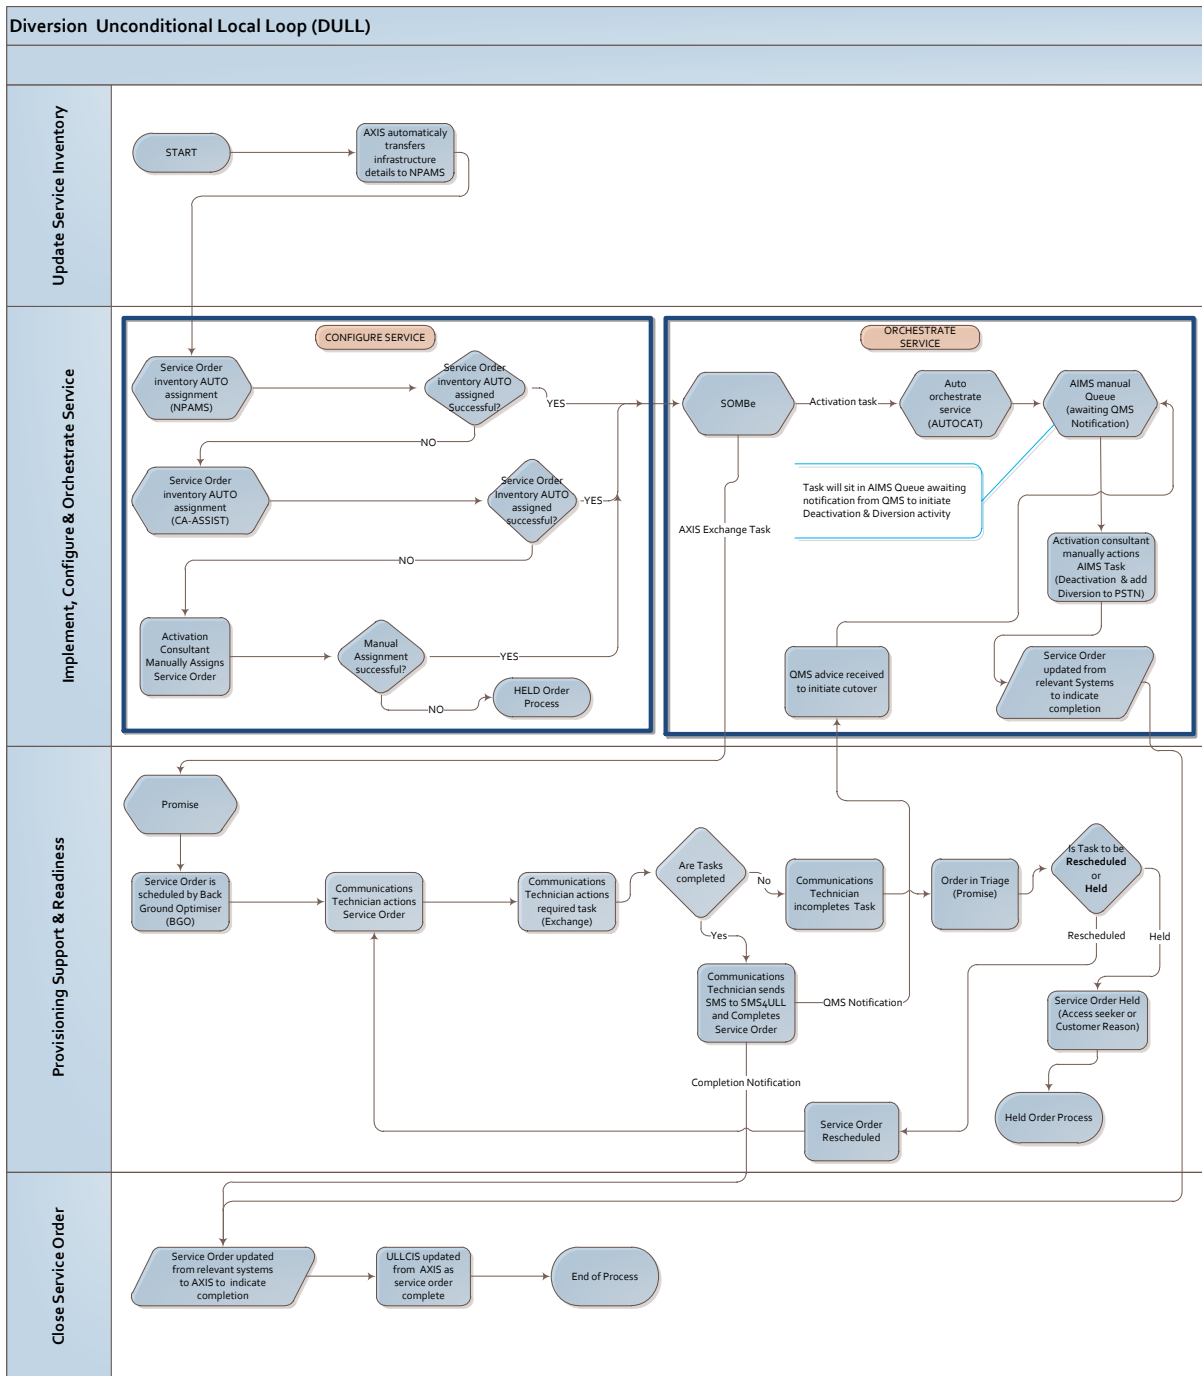 Diversion Unconditional Local Loop (DULL)
Update Service Inventory
START
AXIS automaticaly
transfers
infrastructure
details to NPAMS
Implement, Configure & Orchestrate Service
CONFIGURE SERVICE
Service Order
inventory AUTO
assignment
(NPAMS)
Service Order
inventory AUTO
assigned
Successful?
YES
NO
Service Order
inventory AUTO
assignment
(CA-ASSIST)
Service Order
Inventory AUTO
assigned
successful?
YES
NO
Activation
Consultant
Manually Assigns
Service Order
Manual
Assignment
successful?
YES
NO
HELD Order
Process
ORCHESTRATE
SERVICE
SOMBe
Activation task
Auto
orchestrate
service
(AUTOCAT)
AIMS manual
Queue
(awaiting QMS
Notification)
Task will sit in AIMS Queue awaiting
notification from QMS to initiate
Deactivation & Diversion activity
AXIS Exchange Task
Activation consultant
manually actions
AIMS Task
(Deactivation & add
Diversion to PSTN)
QMS advice received
to initiate cutover
Service Order
updated from
relevant Systems
to indicate
completion
Provisioning Support & Readiness
Promise
Service Order is
scheduled by Back
Ground Optimiser
(BGO)
Communications
Technician actions
Service Order
Communications
Technician actions
required task
(Exchange)
Are Tasks
completed
No
Yes
Communications
Technician
incompletes Task
Order in Triage
(Promise)
Is Task to be
Rescheduled
or
Held
Rescheduled
Held
Communications
Technician sends
SMS to SMS4ULL
and Completes
Service Order
QMS Notification
Service Order Held
(Access seeker or
Customer Reason)
Completion Notification
Service Order
Rescheduled
Held Order Process
Close Service Order
Service Order updated
from relevant systems
to AXIS to indicate
completion
ULLCIS updated
from AXIS as
service order
complete
End of Process